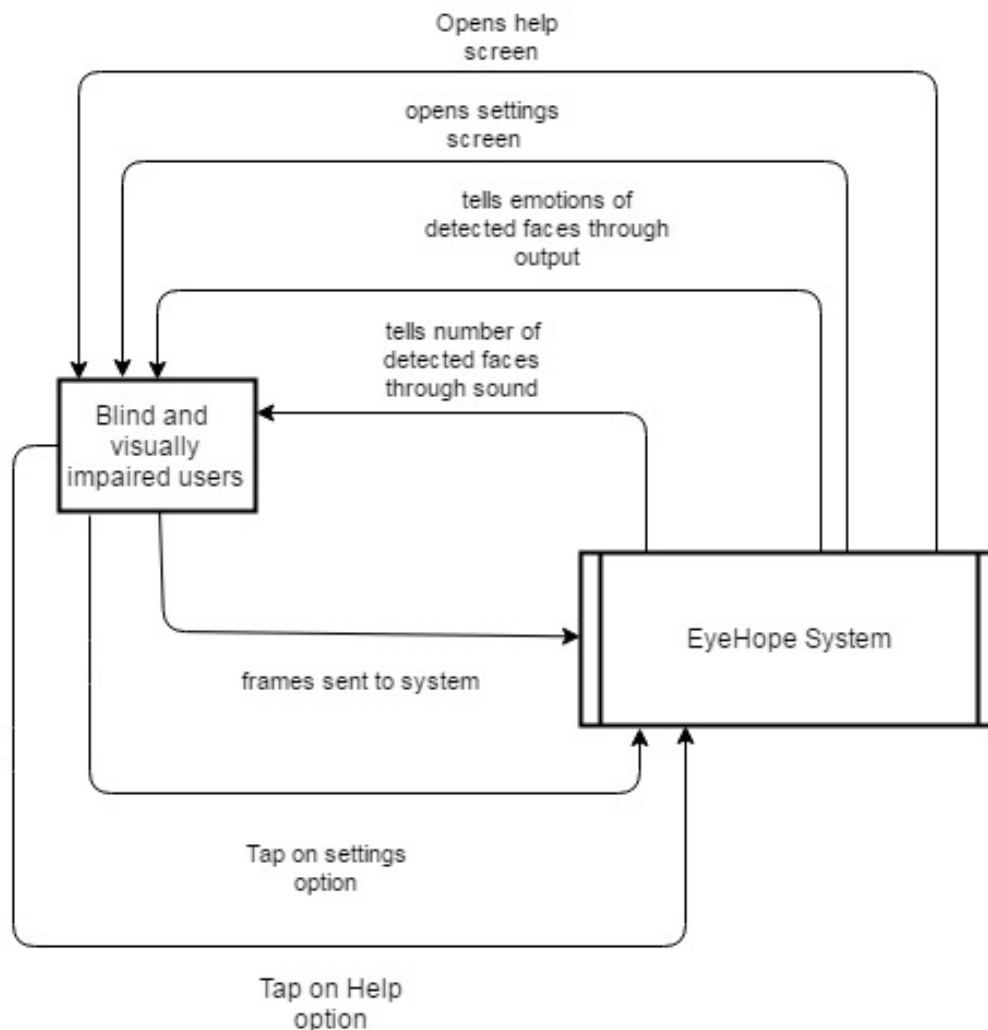 Opens help
screen
opens settings
screen
tells emotions of
detected faces through
output
tells number of
detected faces
through sound
Blind and
visually
impaired users
EyeHope System
frames sent to system
Tap on settings
option
Tap on Help
option